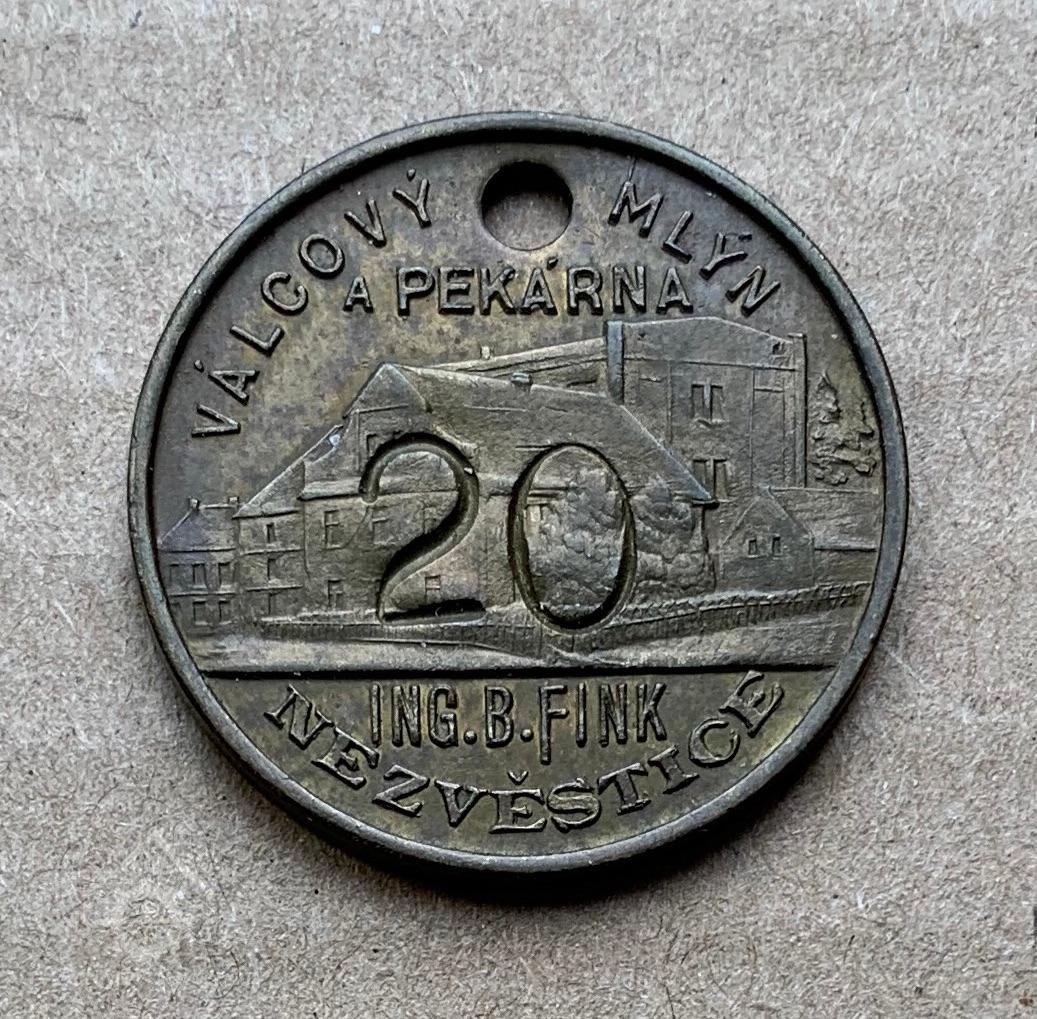 VÁLCOVÝ MLÝN
A PEKÁRNA
20
ING. B. FINK
NEZVĚSTICE